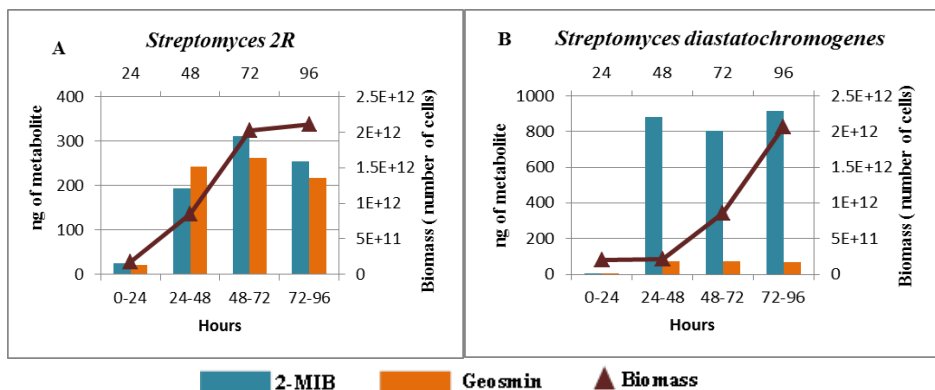 A
Streptomyces 2R
24 48 72 96
400
300
200
100
0
ng of metabolite
2.5E+12
2E+12
1.5E+12
1E+12
5E+11
0
Biomass ( number of cells)
0-24 24-48 48-72 72-96
Hours
B
Streptomyces diastatochromogenes
24 48 72 96
1000
800
600
400
200
0
ng of metabolite
2.5E+12
2E+12
1.5E+12
1E+12
5E+11
0
Biomass ( number of cells)
0-24 24-48 48-72 72-96
Hours
2-MIB Geosmin Biomass